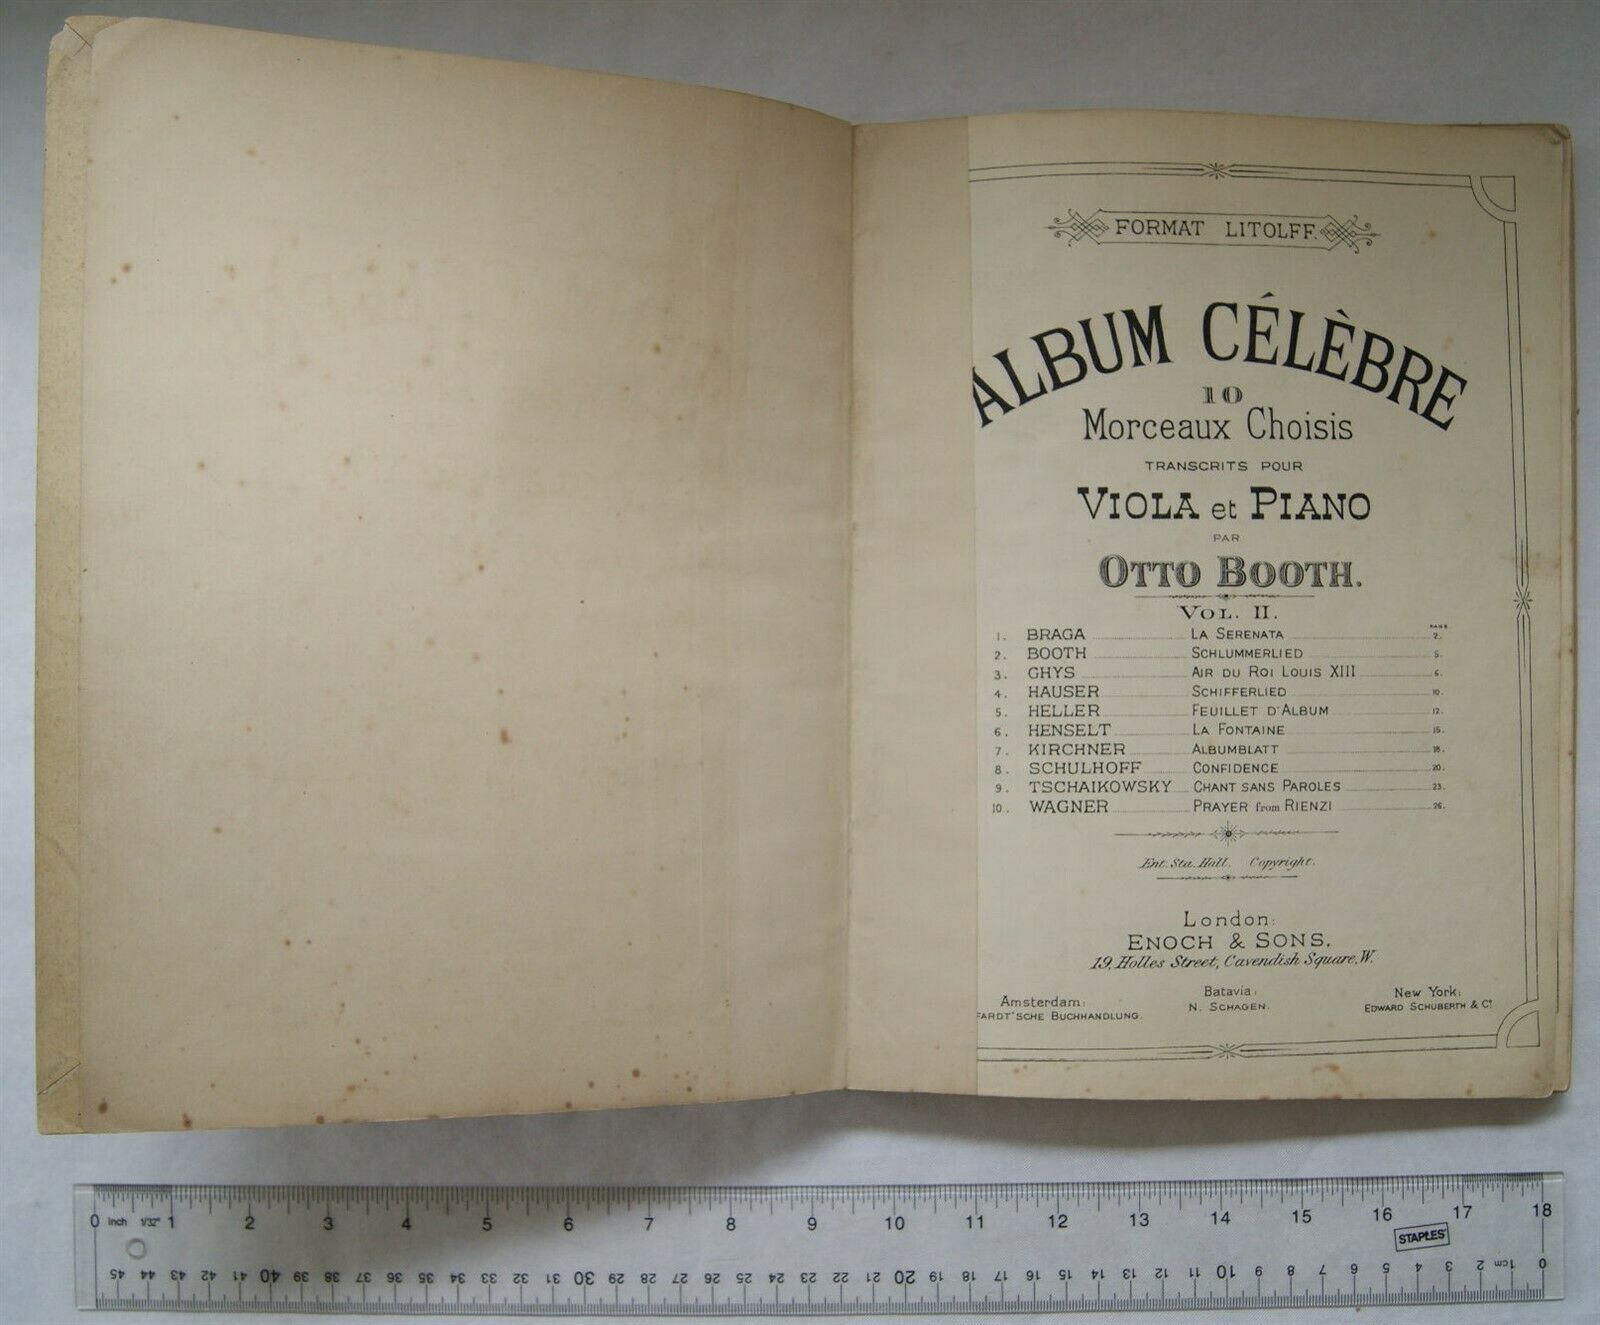 FORMAT LITOLFF.
ALBUM CÉLÈBRE
10
Morceaux Choisis
TRANSCRITS POUR
VIOLA et PIANO
PAR
OTTO BOOTH.
VOL. II.
PAGE
1. BRAGA LA SERENATA 2.
2. BOOTH SCHLUMMERLIED 5.
3. GHYS AIR DU ROI LOUIS XIII 6.
4. HAUSER SCHIFFERLIED 10.
5. HELLER FEUILLET D'ALBUM 12.
6. HENSELT LA FONTAINE 15.
7. KIRCHNER ALBUMBLATT 18.
8. SCHULHOFF CONFIDENCE 20.
9. TSCHAIKOWSKY CHANT SANS PAROLES 23.
10. WAGNER PRAYER from RIENZI 26.
Ent. Sta. Hall. Copyright.
London:
ENOCH & SONS.
19, Holles Street, Cavendish Square, W.
Amsterdam: Batavia: New York:
FARDT'SCHE BUCHHANDLUNG. N. SCHAGEN. EDWARD SCHUBERTH & Co.
0 Inch 1/32" 1 2 3 4 5 6 7 8 9 10 11 12 13 14 15 16 17 18
STAPLES
45 44 43 42 41 40 39 38 37 36 35 34 33 32 31 30 29 28 27 26 25 24 23 22 21 20 19 18 17 16 15 14 13 12 11 10 9 8 7 6 5 4 3 2 1cm 0